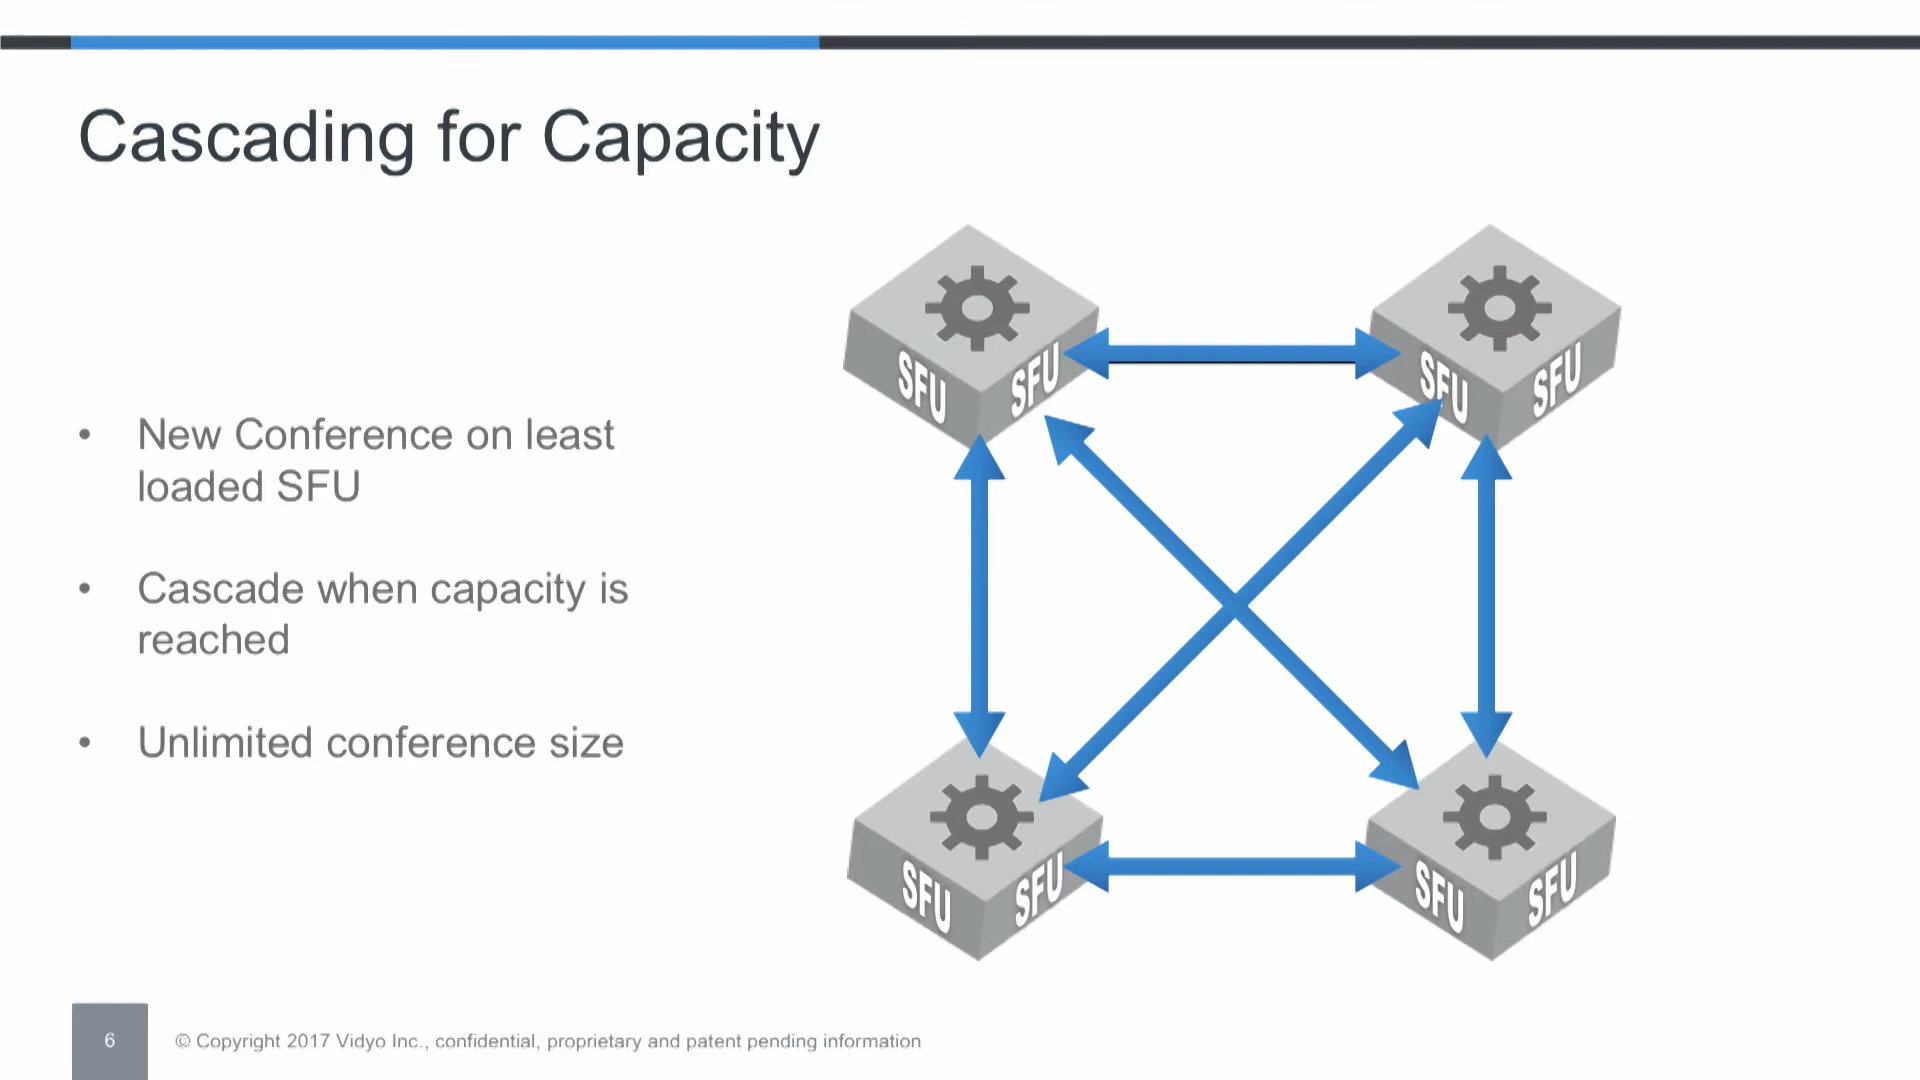 Cascading for Capacity
SFU SFU
SFU SFU
• New Conference on least
loaded SFU
• Cascade when capacity is
reached
• Unlimited conference size
SFU SFU
SFU SFU
6
© Copyright 2017 Vidyo Inc., confidential, proprietary and patent pending information